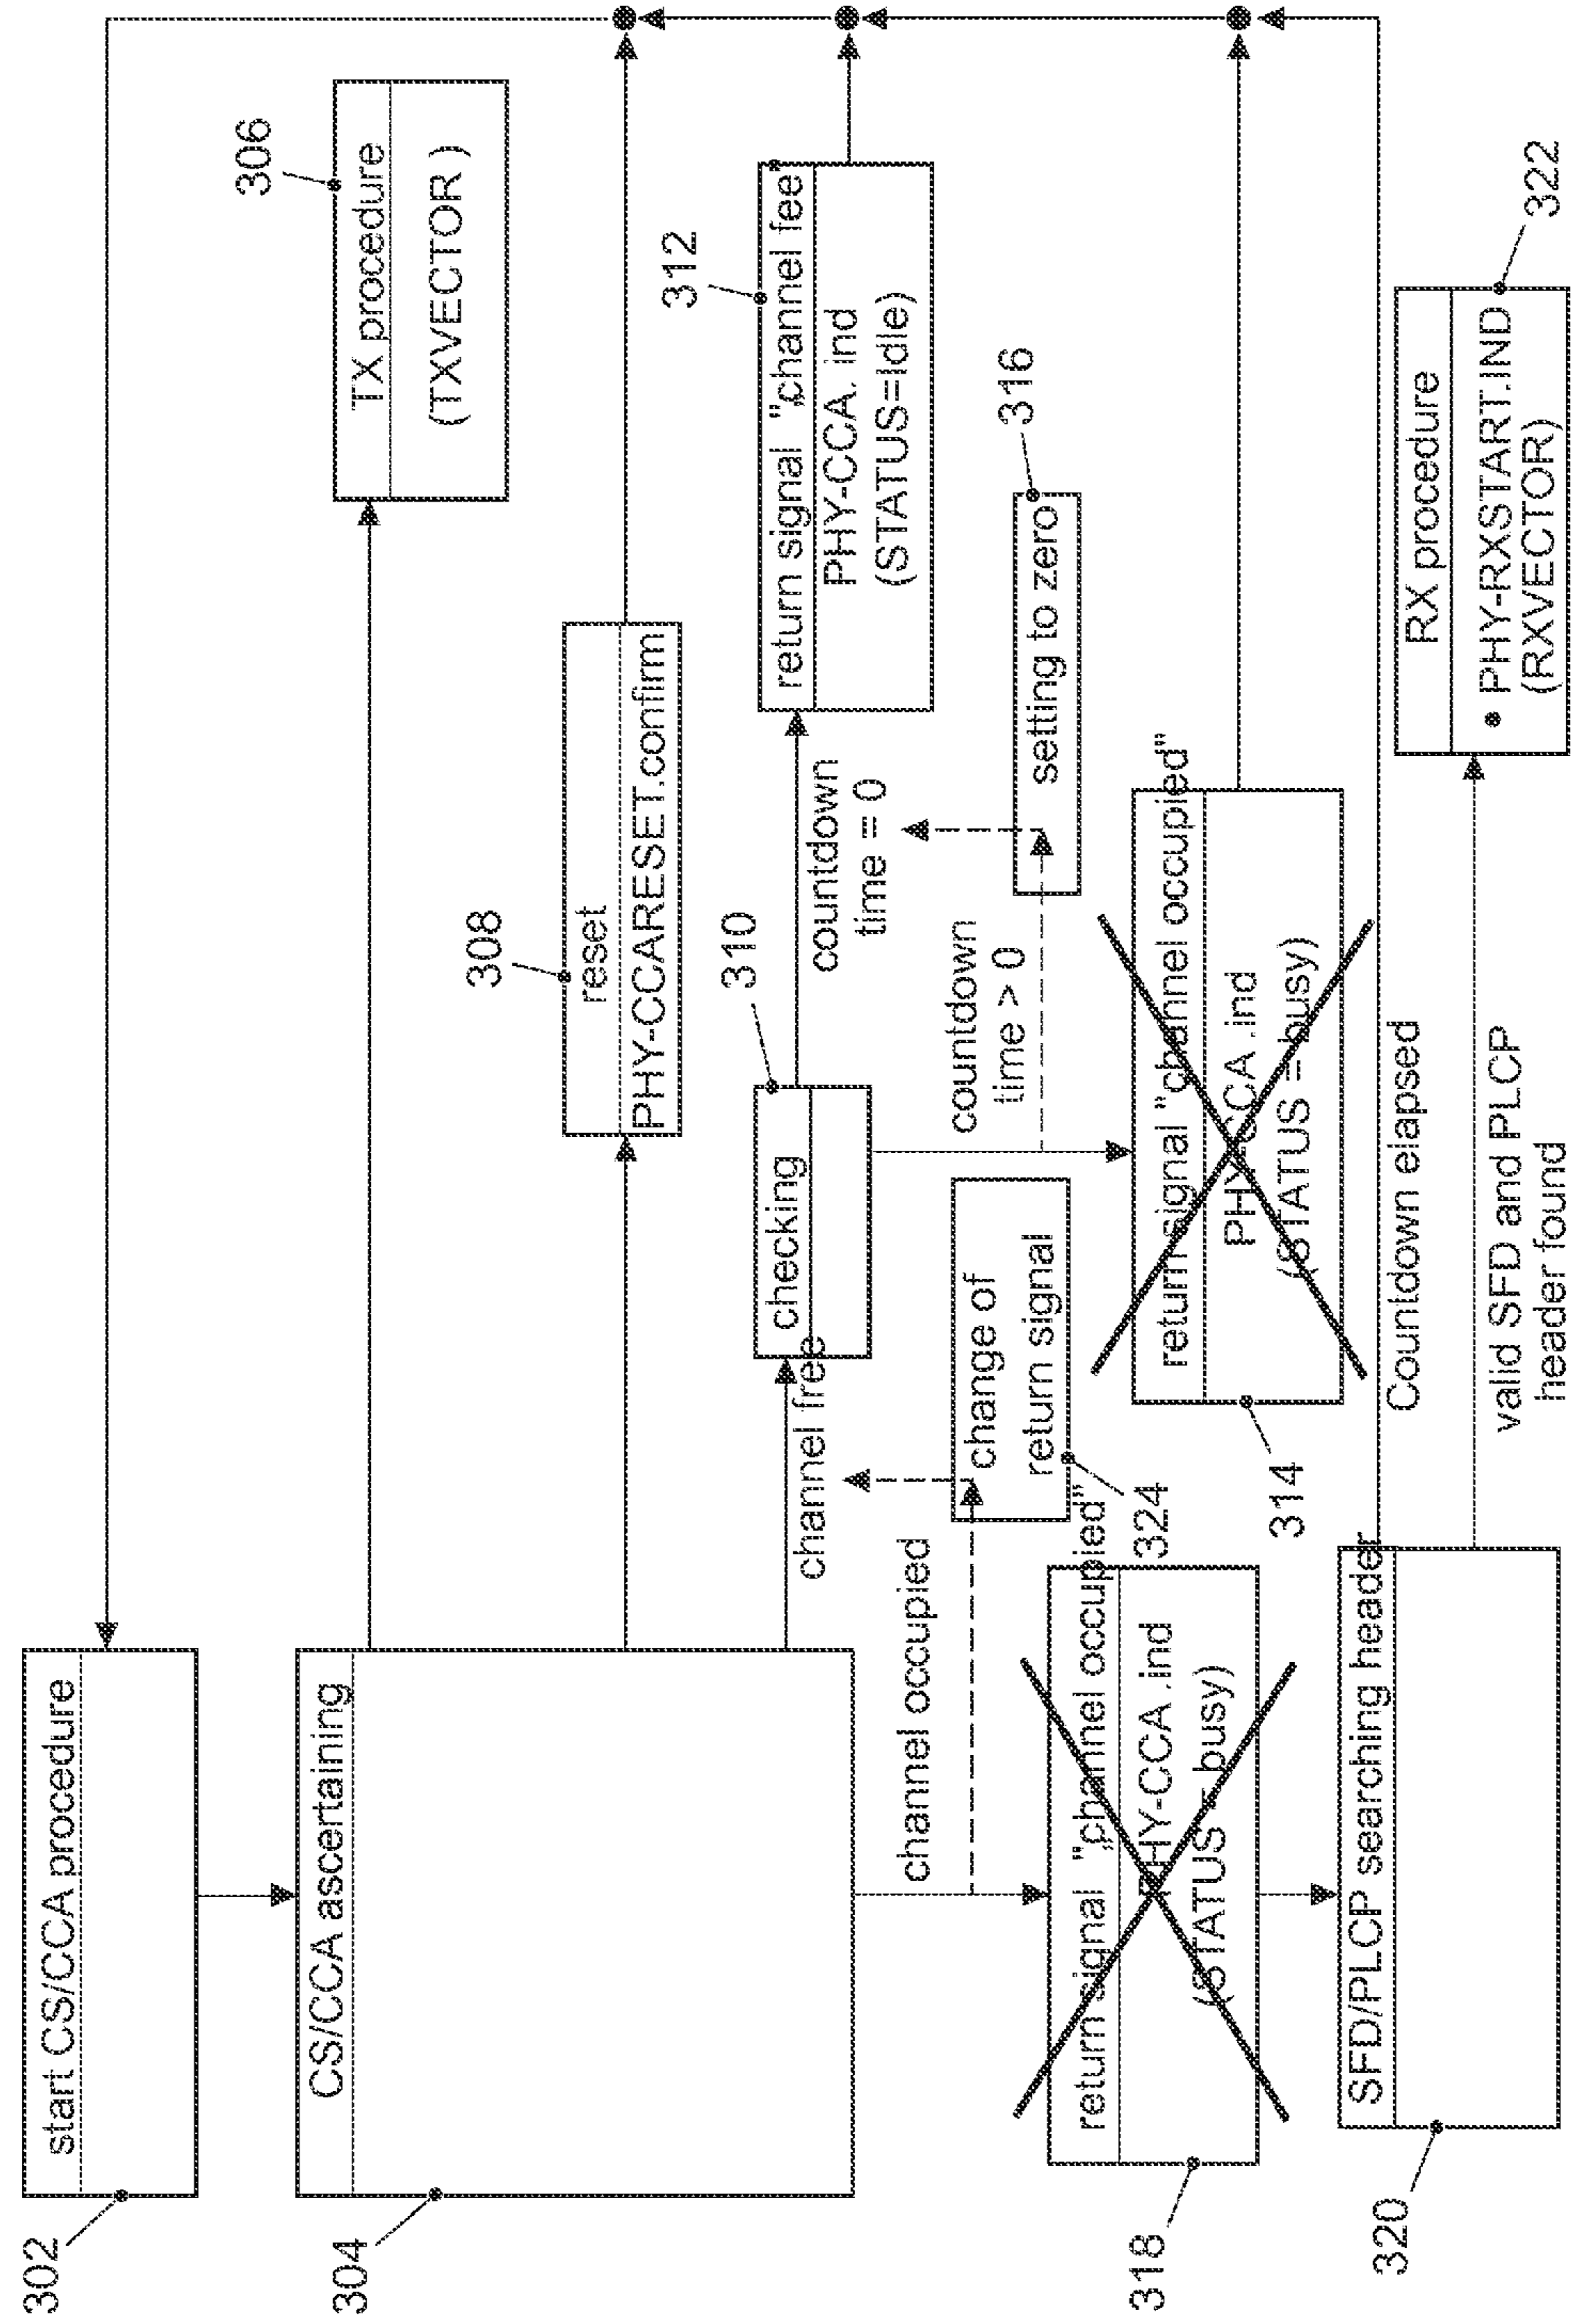 302
start CS/CCA procedure
304
CS/CCA ascertaining
306
TX procedure
(TXVECTOR )
308
reset
PHY-CCARESET.confirm
310
checking
channel free
countdown
time = 0
312
return signal "„channel fee"
PHY-CCA. ind
(STATUS=Idle)
countdown
time > 0
316
setting to zero
channel occupied
change of
return signal
324
318
return signal "„channel occupied"
PHY-CCA .ind
(STATUS = busy)
314
return signal "channel occupied"
PHY-CCA .ind
(STATUS = busy)
320
SFD/PLCP searching header
Countdown elapsed
valid SFD and PLCP
header found
322
RX procedure
• PHY-RXSTART.IND
(RXVECTOR)